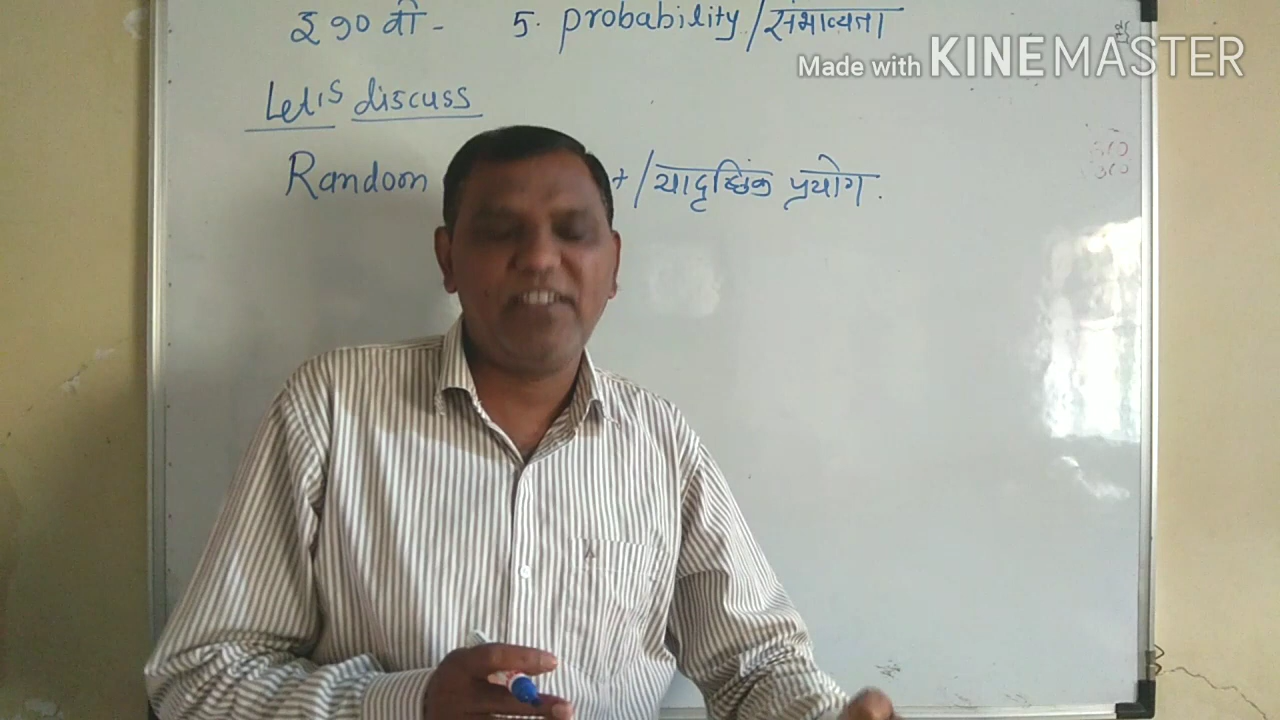 इ १० वी - 5. probability / संभाव्यता
Made with KINEMASTER
Let's discuss
Random t / यादृच्छिक प्रयोग.